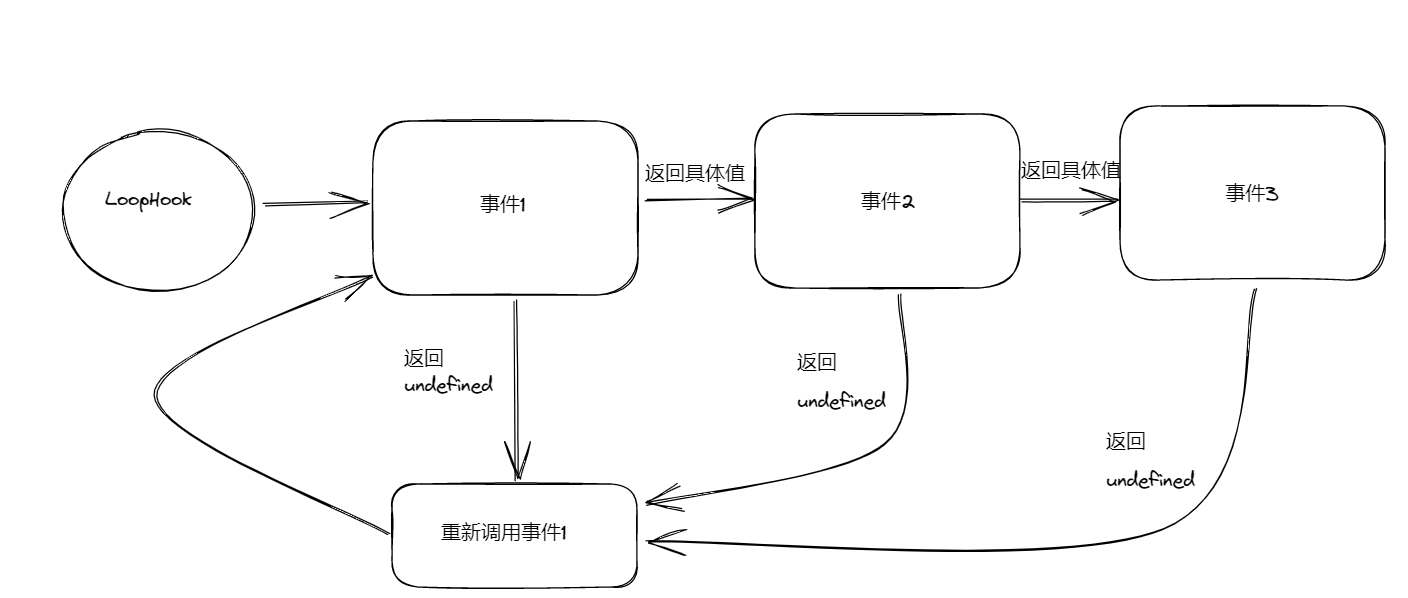 LoopHook
事件1
返回具体值
事件2
返回具体值
事件3
返回
undefined
返回
undefined
返回
undefined
重新调用事件1